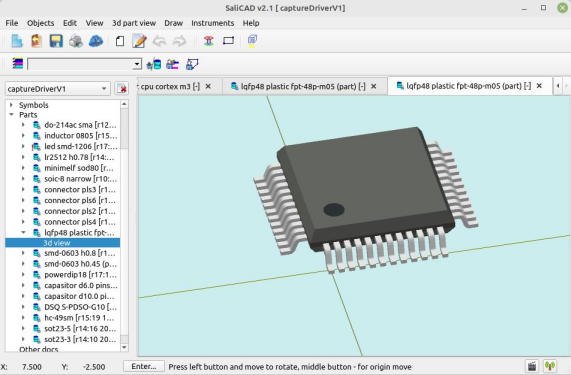 SaliCAD v2.1 [ captureDriverV1]
File Objects Edit View 3d part view Draw Instruments Help
captureDriverV1
cpu cortex m3 [-] × lqfp48 plastic fpt-48p-m05 (part) [-] × lqfp48 plastic fpt-48p-m05 (part) [-] ×
Symbols
Parts
do-214ac sma [r12...
inductor 0805 [r15...
led smd-1206 [r17:...
lr2512 h0.78 [r14:...
minimelf sod80 [r...
soic-8 narrow [r10:...
connector pls3 [r1...
connector pls6 [r1...
connector pls2 [r1...
connector pls4 [r1...
lqfp48 plastic fpt-...
3d view
smd-0603 h0.8 [r1...
smd-0603 h0.45 (p...
powerdip18 [r17:1...
capasitor d6.0 pins...
capasitor d10.0 pi...
DSQ S-PDSO-G10 [...
hc-49sm [r15:19 1...
sot23-5 [r14:16 20...
sot23-3 [r14:10 20...
Other docs
X: 7.500 Y: -2.500 Enter... Press left button and move to rotate, middle button - for origin move